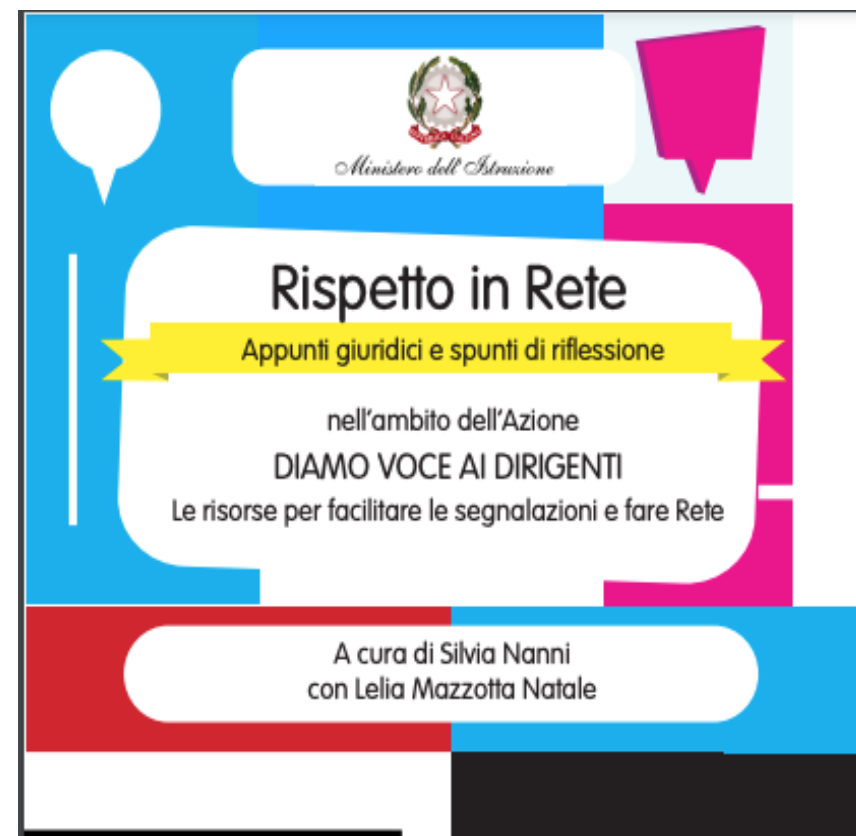 Ministero dell'Istruzione
Rispetto in Rete
Appunti giuridici e spunti di riflessione
nell'ambito dell'Azione
DIAMO VOCE AI DIRIGENTI
Le risorse per facilitare le segnalazioni e fare Rete
A cura di Silvia Nanni
con Lelia Mazzotta Natale